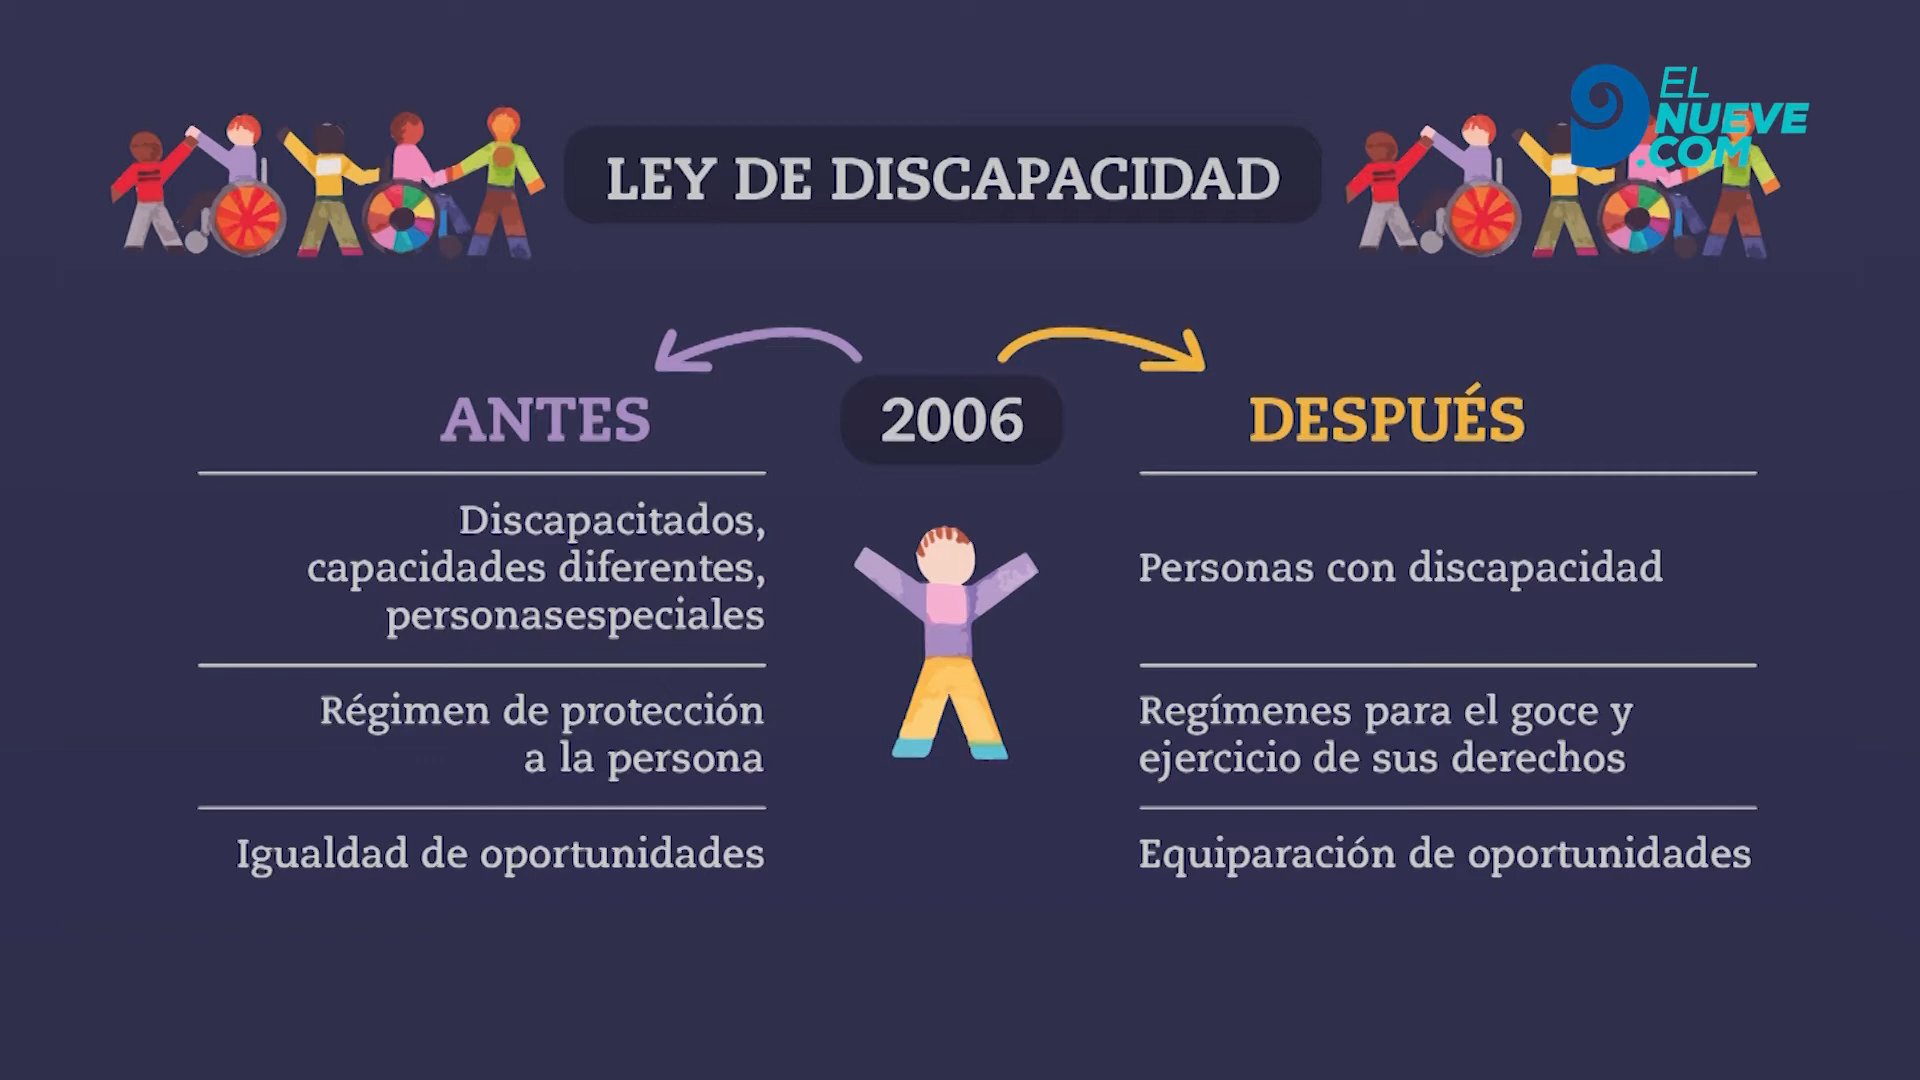 EL
NUEVE
.COM
LEY DE DISCAPACIDAD
ANTES
2006
DESPUÉS
Discapacitados,
capacidades diferentes,
personasespeciales
Personas con discapacidad
Régimen de protección
a la persona
Regímenes para el goce y
ejercicio de sus derechos
Igualdad de oportunidades
Equiparación de oportunidades